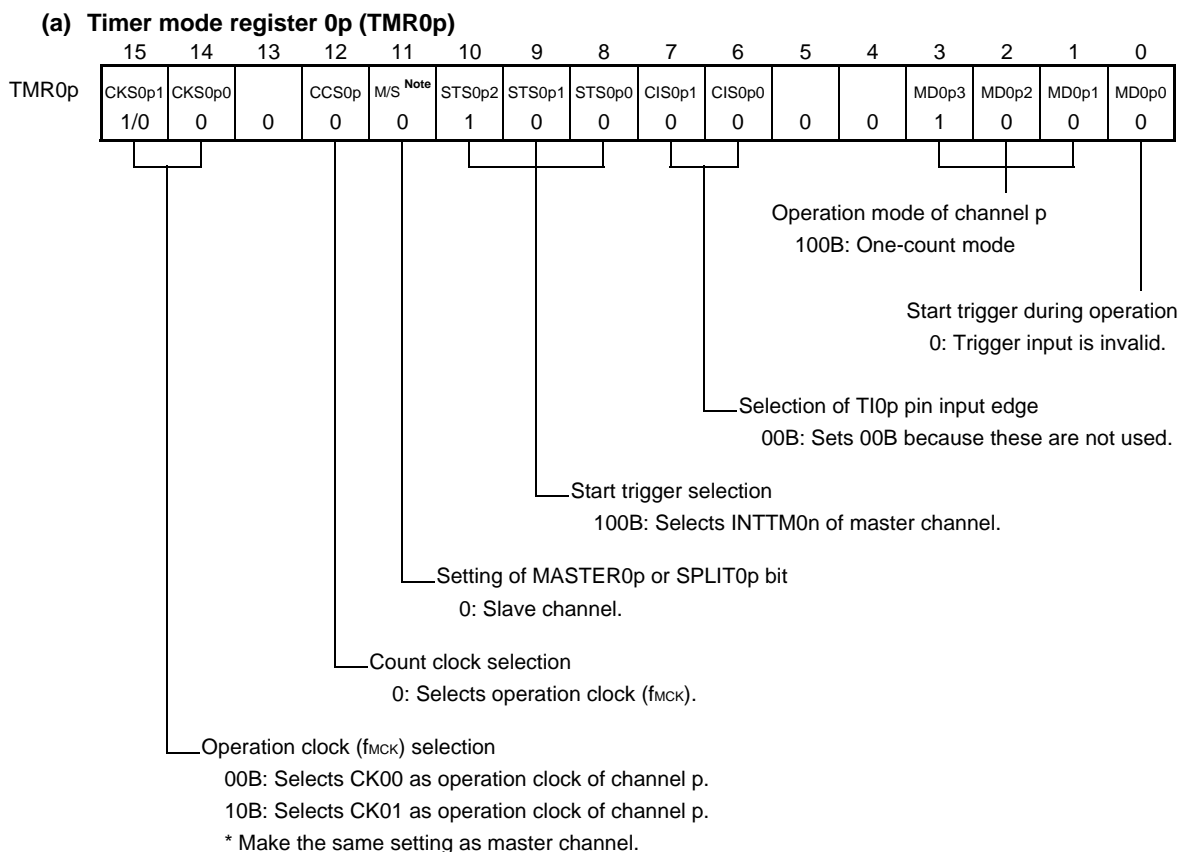 (a) Timer mode register 0p (TMR0p)
15 14 13 12 11 10 9 8 7 6 5 4 3 2 1 0
TMR0p CKS0p1 CKS0p0 CCS0p M/S Note STS0p2 STS0p1 STS0p0 CIS0p1 CIS0p0 MD0p3 MD0p2 MD0p1 MD0p0
1/0 0 0 0 0 1 0 0 0 0 0 0 1 0 0 0
Operation mode of channel p
100B: One-count mode
Start trigger during operation
0: Trigger input is invalid.
Selection of TI0p pin input edge
00B: Sets 00B because these are not used.
Start trigger selection
100B: Selects INTTM0n of master channel.
Setting of MASTER0p or SPLIT0p bit
0: Slave channel.
Count clock selection
0: Selects operation clock (fMCK).
Operation clock (fMCK) selection
00B: Selects CK00 as operation clock of channel p.
10B: Selects CK01 as operation clock of channel p.
* Make the same setting as master channel.